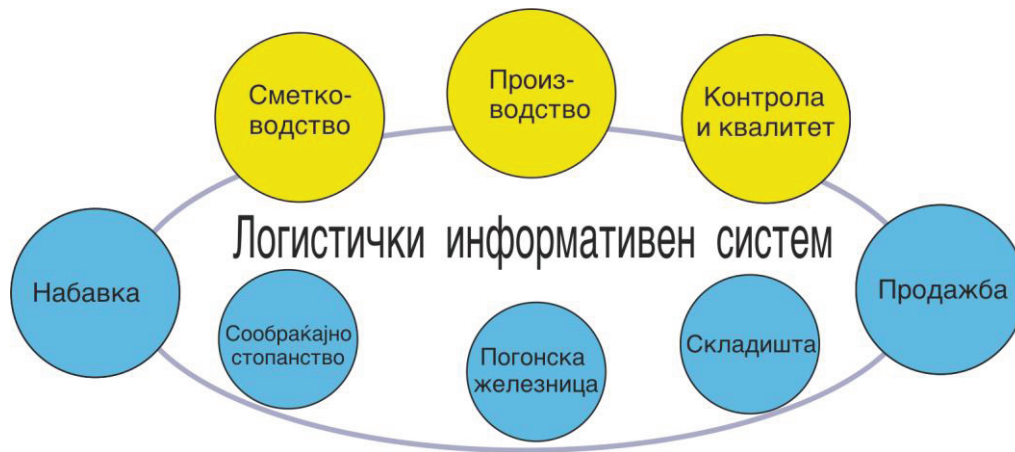 Сметко-
водство
Произ-
водство
Контрола
и квалитет
Логистички информативен систем
Набавка
Продажба
Сообраќајно
стопанство
Погонска
железница
Складишта